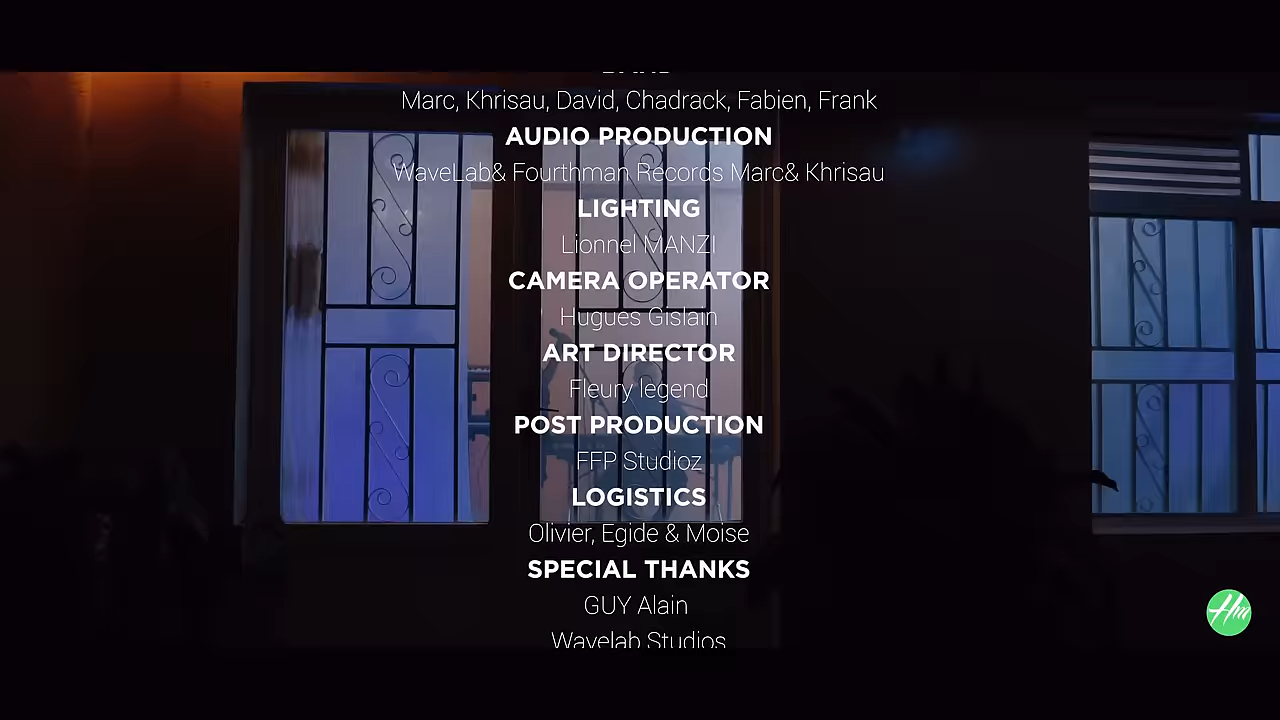 Marc, Khrisau, David, Chadrack, Fabien, Frank
AUDIO PRODUCTION
WaveLab& Fourthman Records Marc& Khrisau
LIGHTING
Lionnel MANZI
CAMERA OPERATOR
Hugues Gislain
ART DIRECTOR
Fleury legend
POST PRODUCTION
FFP Studioz
LOGISTICS
Olivier, Egide & Moise
SPECIAL THANKS
GUY Alain
Wavelab Studios
Hm